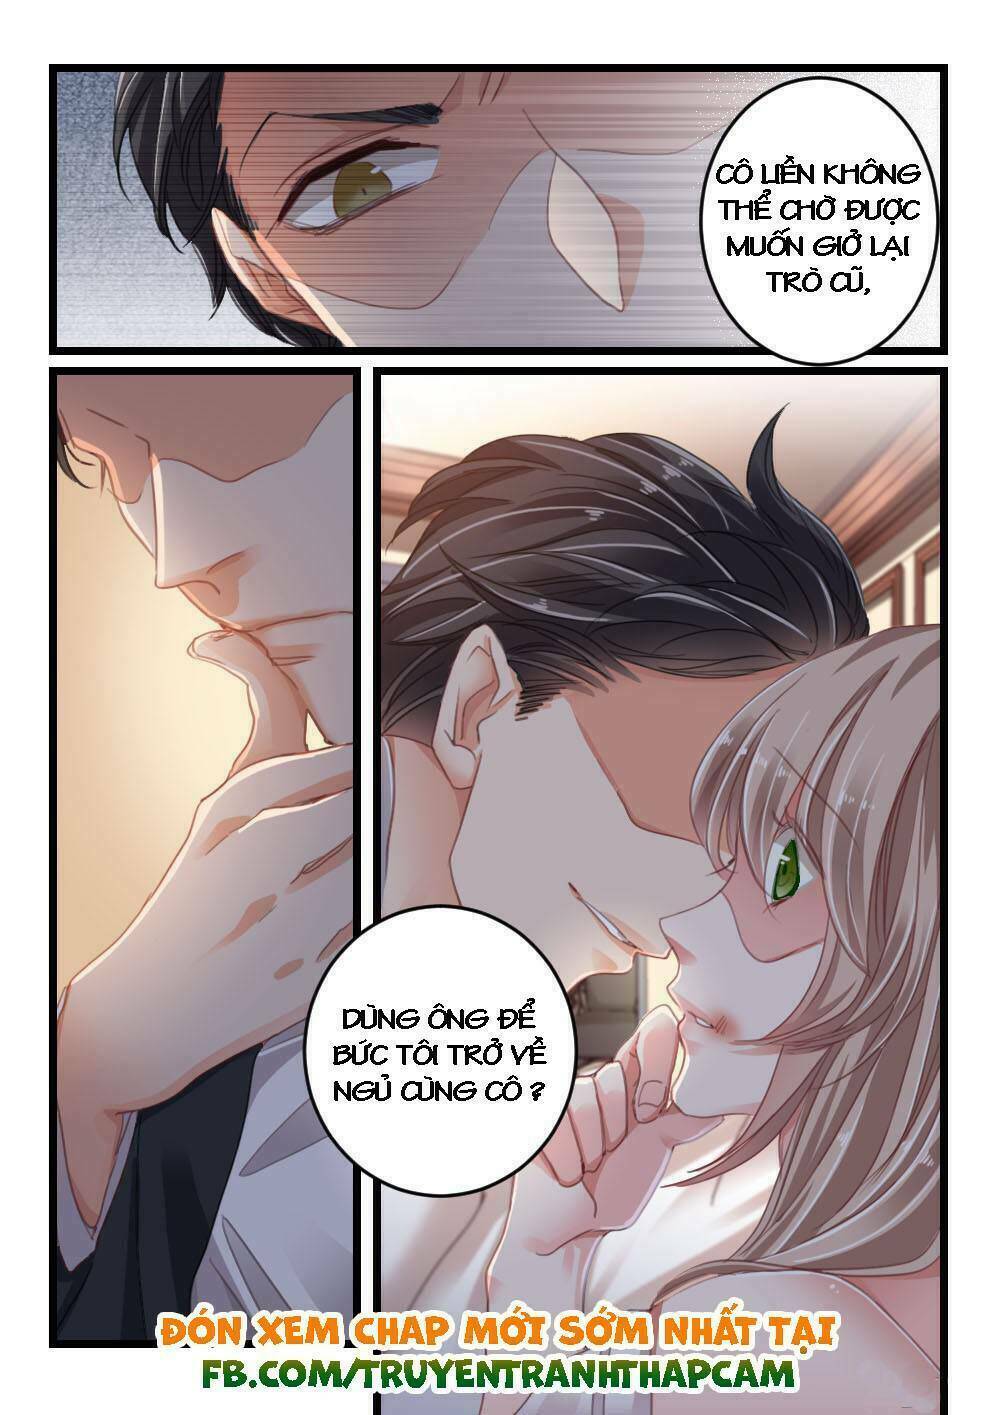 CÔ LIỀN KHÔNG
THỂ CHỜ ĐƯỢC
MUỐN GIỞ LẠI
TRÒ CŨ,
DÙNG ÔNG ĐỂ
BỨC TÔI TRỞ VỀ
NGỦ CÙNG CÔ ?
ĐÓN XEM CHAP MỚI SỚM NHẤT TẠI
FB.COM/TRUYENTRANHTHAPCAM